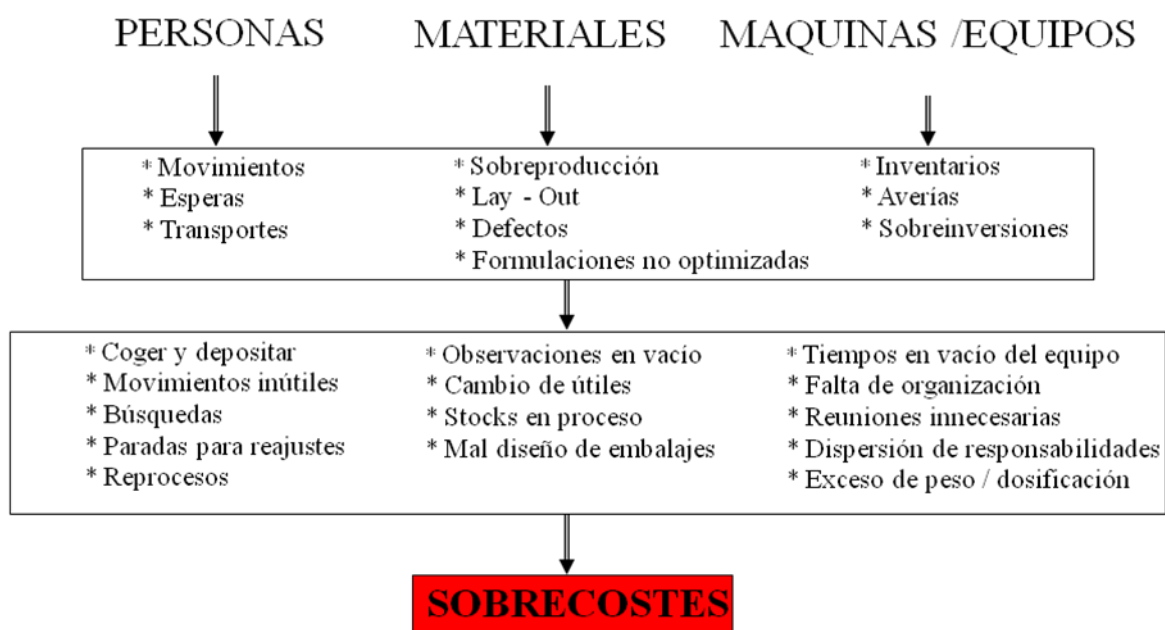 PERSONAS
MATERIALES
MAQUINAS /EQUIPOS
* Movimientos
* Esperas
* Transportes
* Sobreproducción
* Lay - Out
* Defectos
* Formulaciones no optimizadas
* Inventarios
* Averías
* Sobreinversiones
* Coger y depositar
* Movimientos inútiles
* Búsquedas
* Paradas para reajustes
* Reprocesos
* Observaciones en vacío
* Cambio de útiles
* Stocks en proceso
* Mal diseño de embalajes
* Tiempos en vacío del equipo
* Falta de organización
* Reuniones innecesarias
* Dispersión de responsabilidades
* Exceso de peso / dosificación
SOBRECOSTES